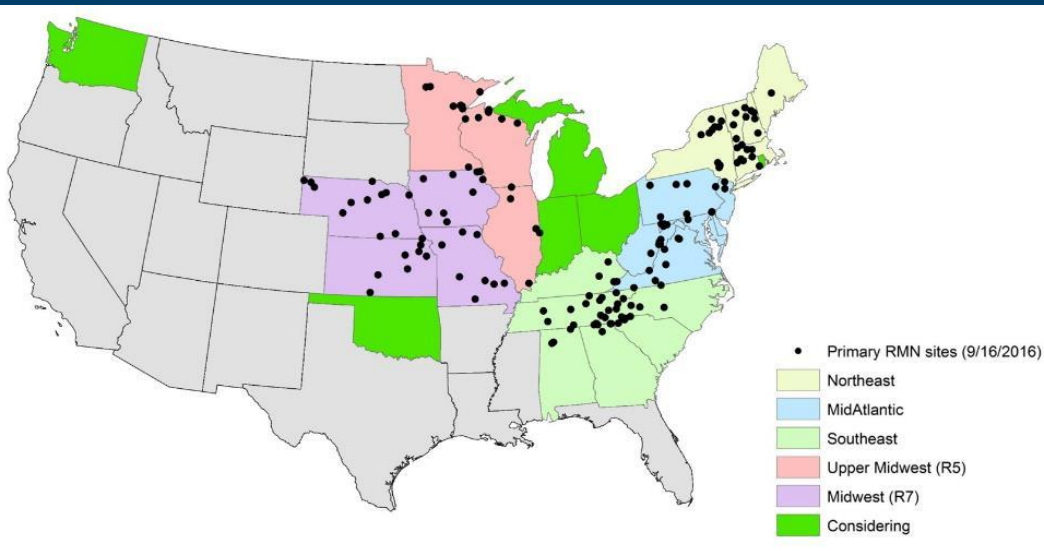 Primary RMN sites (9/16/2016)
Northeast
MidAtlantic
Southeast
Upper Midwest (R5)
Midwest (R7)
Considering